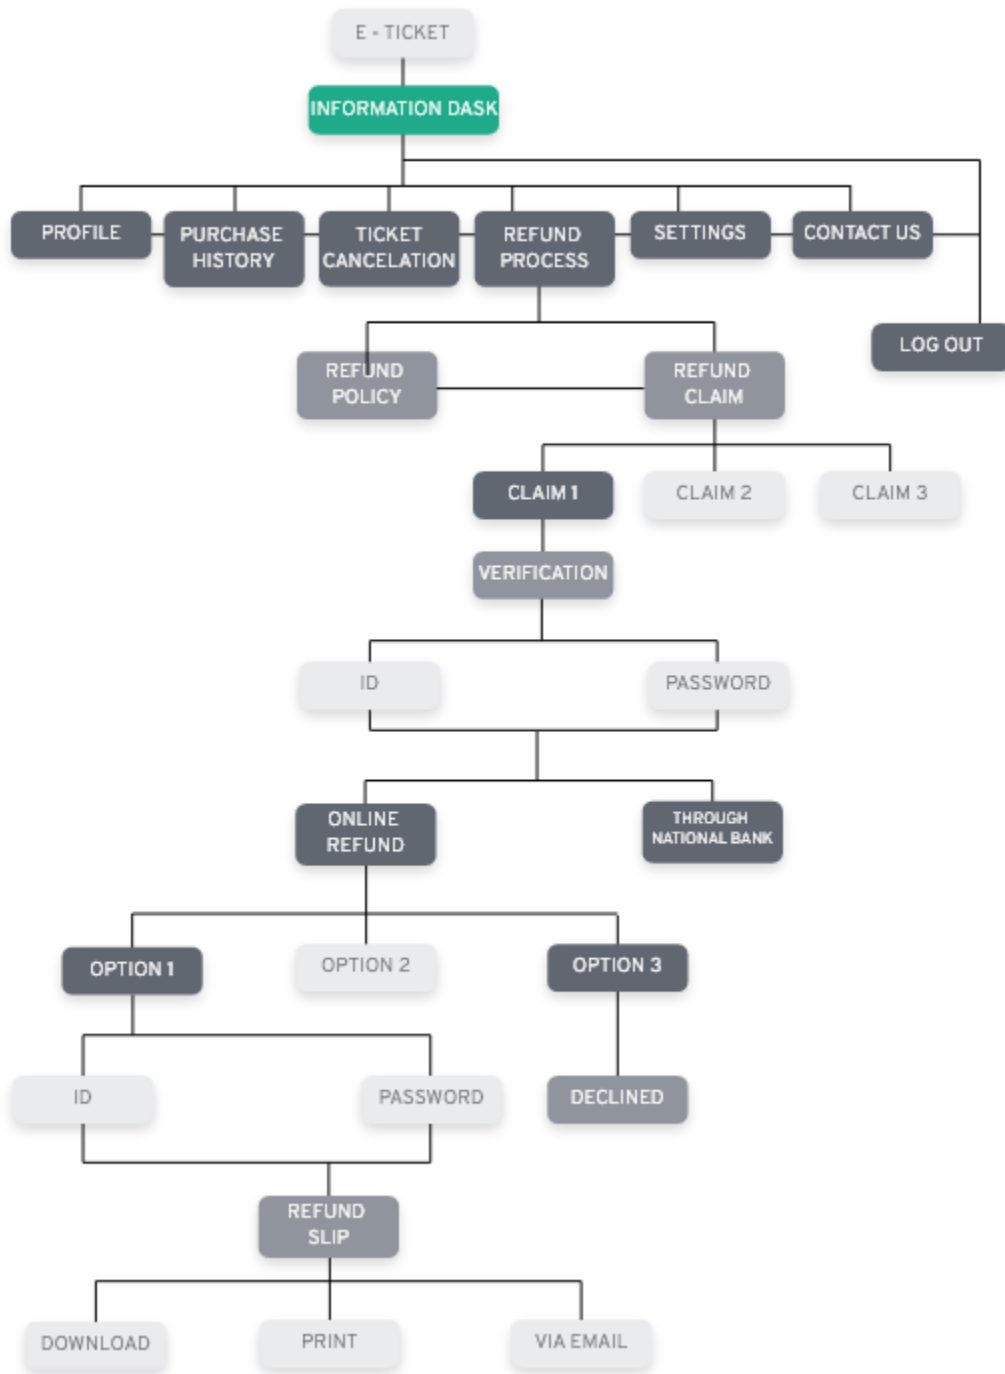 E - TICKET
INFORMATION DASK
PROFILE
PURCHASE
HISTORY
TICKET
CANCELATION
REFUND
PROCESS
SETTINGS
CONTACT US
LOG OUT
REFUND
POLICY
REFUND
CLAIM
CLAIM 1
CLAIM 2
CLAIM 3
VERIFICATION
ID
PASSWORD
ONLINE
REFUND
THROUGH
NATIONAL BANK
OPTION 1
OPTION 2
OPTION 3
ID
PASSWORD
DECLINED
REFUND
SLIP
DOWNLOAD
PRINT
VIA EMAIL